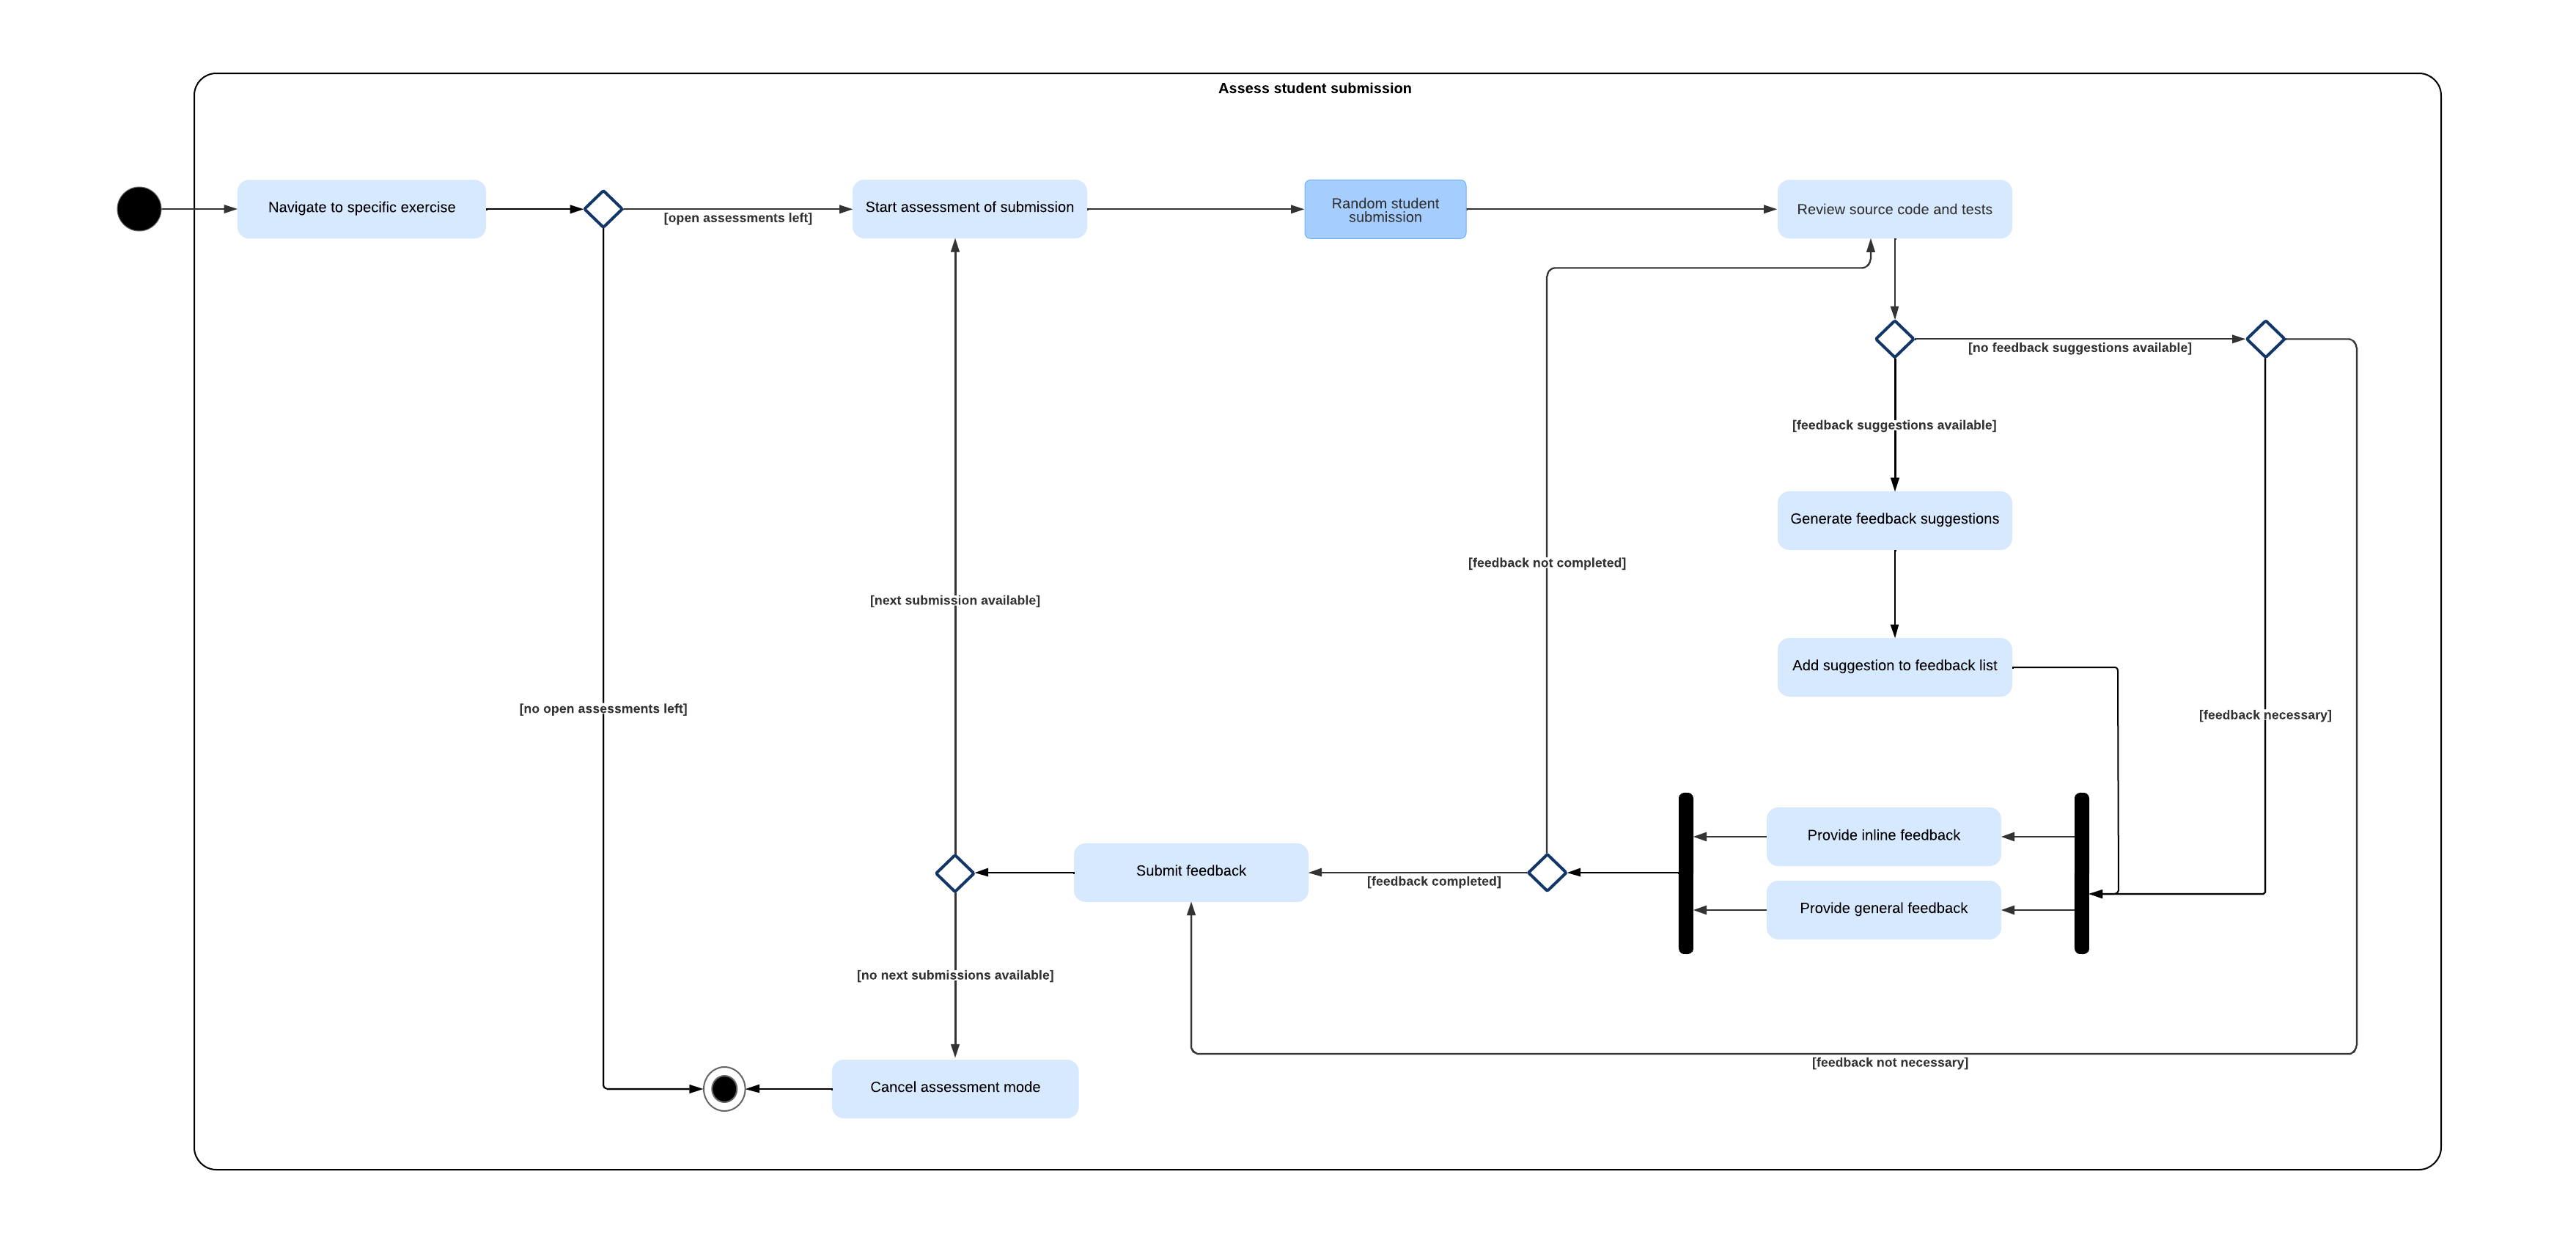 Assess student submission
Navigate to specific exercise
[open assessments left]
Start assessment of submission
Random student
submission
Review source code and tests
[no feedback suggestions available]
[feedback suggestions available]
Generate feedback suggestions
[feedback not completed]
[next submission available]
Add suggestion to feedback list
[no open assessments left]
[feedback necessary]
Provide inline feedback
Submit feedback
[feedback completed]
Provide general feedback
[no next submissions available]
[feedback not necessary]
Cancel assessment mode